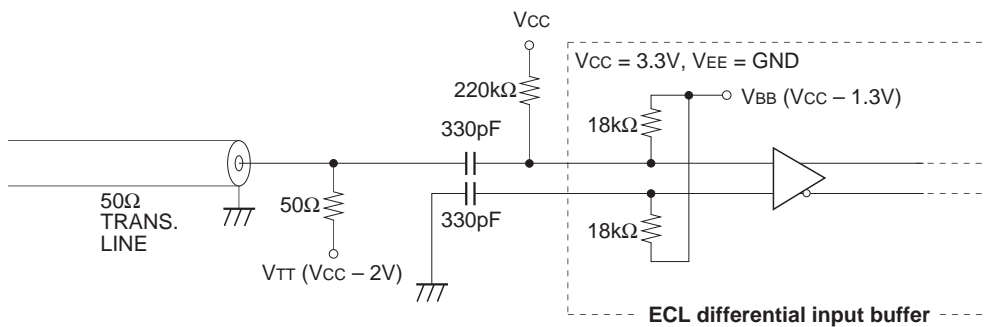 VCC
VCC = 3.3V, VEE = GND
220kΩ
VBB (VCC – 1.3V)
330pF
18kΩ
50Ω
TRANS.
LINE
50Ω
330pF
18kΩ
VTT (VCC – 2V)
ECL differential input buffer